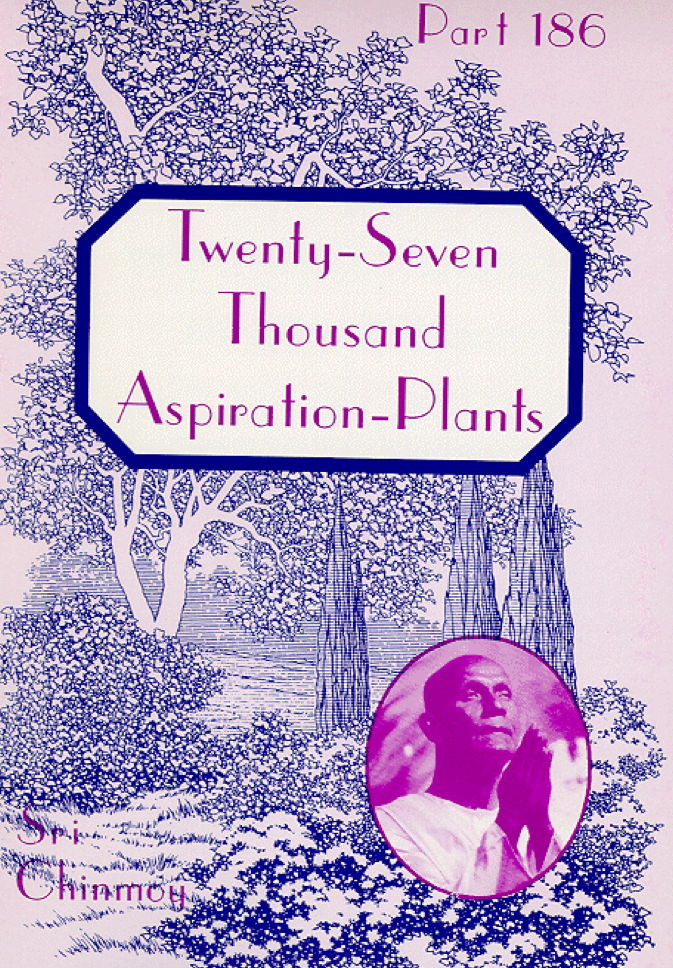 Part 186
Twenty-Seven
Thousand
Aspiration-Plants
Sri
Chinmoy